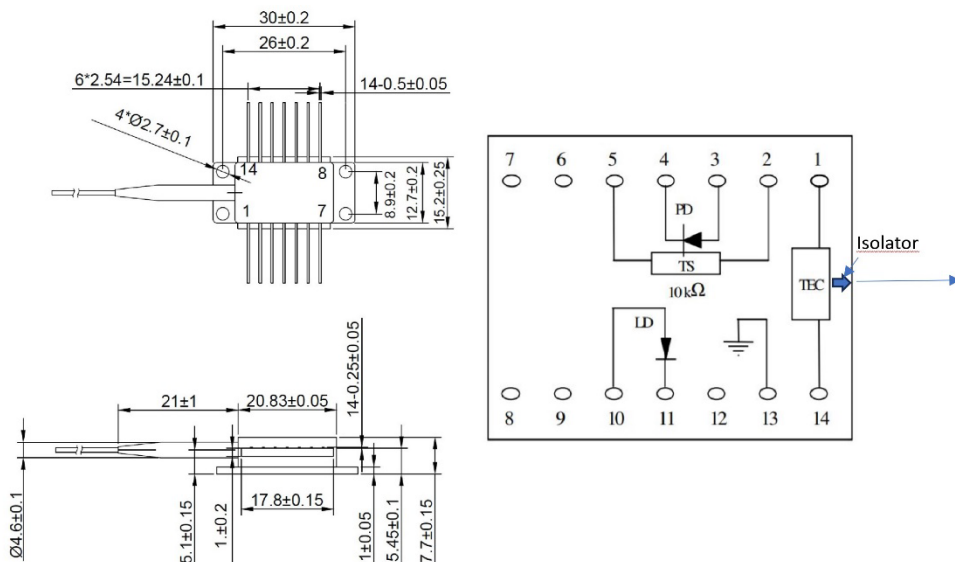 30±0.2
26±0.2
6*2.54=15.24±0.1
14-0.5±0.05
4*Ø2.7±0.1
14
8
1
7
8.9±0.2
12.7±0.2
15.2±0.25
7 6 5 4 3 2 1
PD
TS
10kΩ
TEC
Isolator
LD
8 9 10 11 12 13 14
21±1
20.83±0.05
14-0.25±0.05
17.8±0.15
Ø4.6±0.1
5.1±0.15
1.±0.2
1±0.05
5.45±0.1
7.7±0.15